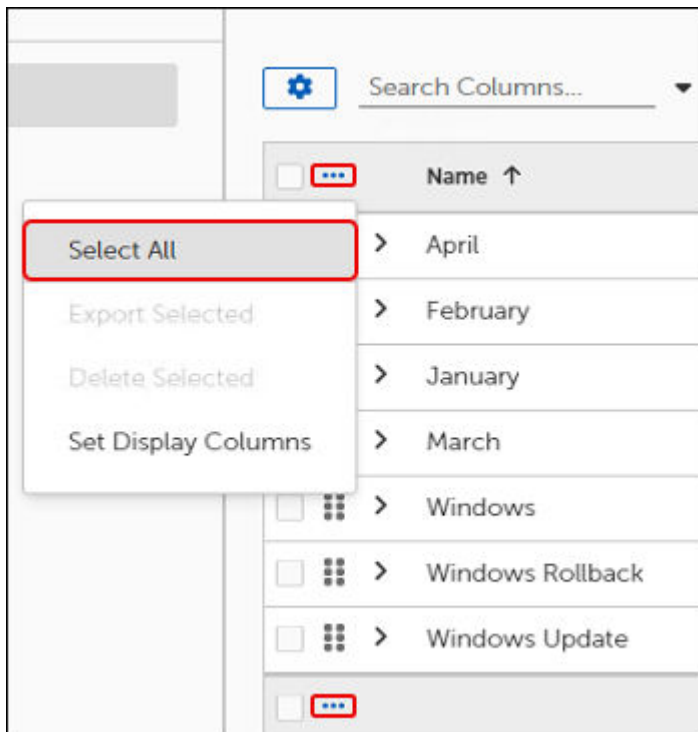 Search Columns...
Name ↑
Select All
Export Selected
Delete Selected
Set Display Columns
April
February
January
March
Windows
Windows Rollback
Windows Update